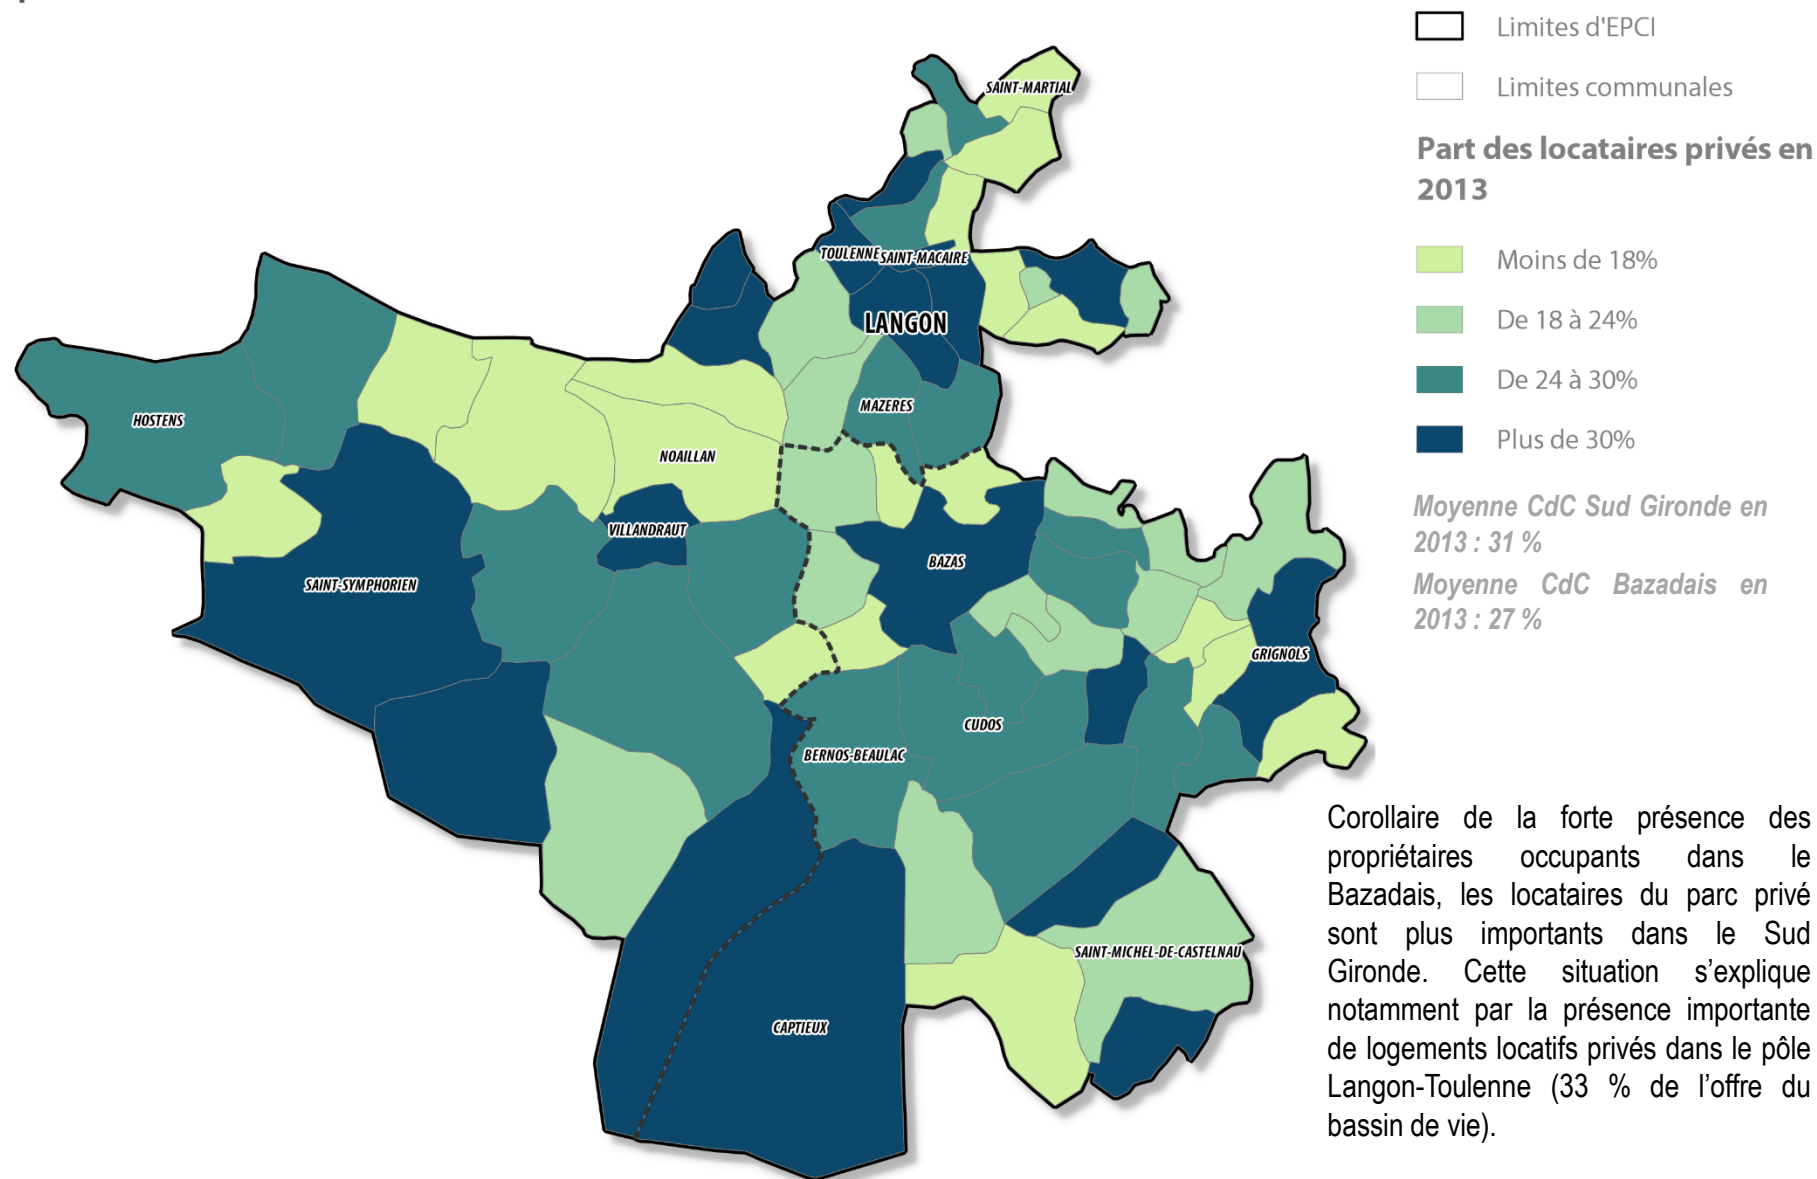 Limites d'EPCI
Limites communales
Part des locataires privés en
2013
Moins de 18%
De 18 à 24%
De 24 à 30%
Plus de 30%
Moyenne CdC Sud Gironde en
2013 : 31 %
Moyenne CdC Bazadais en
2013 : 27 %
SAINT-MARTIAL
TOULENNE
SAINT-MACAIRE
LANGON
MAZERES
HOSTENS
NOAILLAN
VILLANDRAUT
SAINT-SYMPHORIEN
BAZAS
GRIGNOLS
CUDOS
BERNOS-BEAULAC
SAINT-MICHEL-DE-CASTELNAU
CAPTIEUX
Corollaire de la forte présence des
propriétaires occupants dans le
Bazadais, les locataires du parc privé
sont plus importants dans le Sud
Gironde. Cette situation s’explique
notamment par la présence importante
de logements locatifs privés dans le pôle
Langon-Toulenne (33 % de l’offre du
bassin de vie).